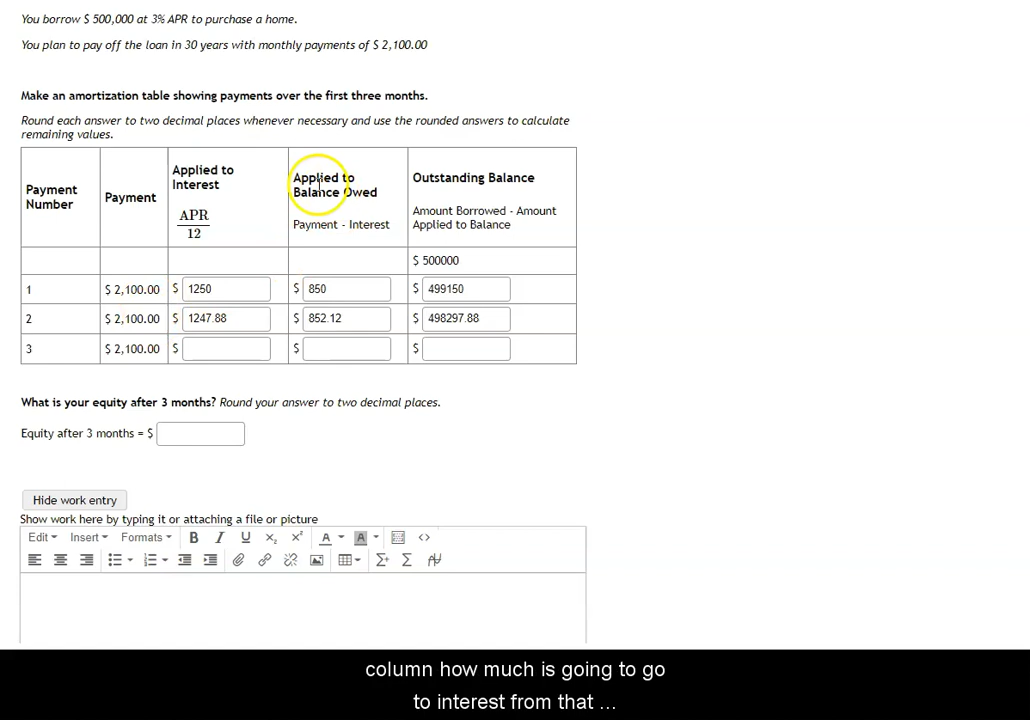 You borrow $ 500,000 at 3% APR to purchase a home.
You plan to pay off the loan in 30 years with monthly payments of $ 2,100.00
Make an amortization table showing payments over the first three months.
Round each answer to two decimal places whenever necessary and use the rounded answers to calculate
remaining values.
Payment Number
Payment
Applied to Interest
APR
12
Applied to Balance Owed
Payment - Interest
Outstanding Balance
Amount Borrowed - Amount Applied to Balance
$ 500000
1 $ 2,100.00 $ 1250 $ 850 $ 499150
2 $ 2,100.00 $ 1247.88 $ 852.12 $ 498297.88
3 $ 2,100.00 $ $ $
What is your equity after 3 months? Round your answer to two decimal places.
Equity after 3 months = $
Hide work entry
Show work here by typing it or attaching a file or picture
Edit Insert Formats B I U x₂ x² A A <>
Σ+ Σ
column how much is going to go
to interest from that ...